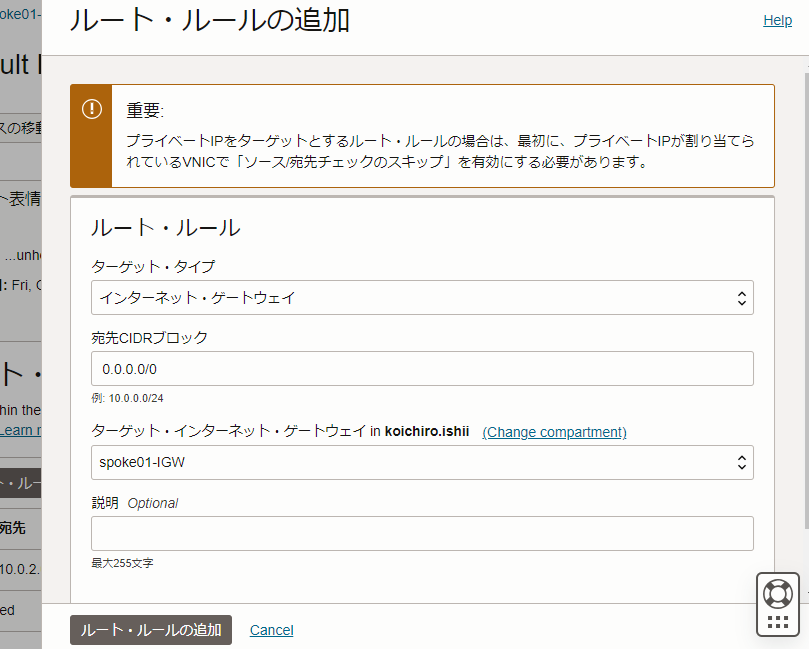 oke01-
ルート・ルールの追加
Help
ult
スの移動
重要:
プライベートIPをターゲットとするルート・ルールの場合は、最初に、プライベートIPが割り当てら
れているVNICで「ソース/宛先チェックのスキップ」を有効にする必要があります。
ト表情
...unh
: Fri,
ルート・ルール
ターゲット・タイプ
インターネット・ゲートウェイ
宛先CIDRブロック
0.0.0.0/0
例: 10.0.0.0/24
ト・
hin the
Learn
ターゲット・インターネット・ゲートウェイ in koichiro.ishii (Change compartment)
spoke01-IGW
・ルー
説明 Optional
宛先
最大255文字
10.0.2.
ed
ルート・ルールの追加
Cancel